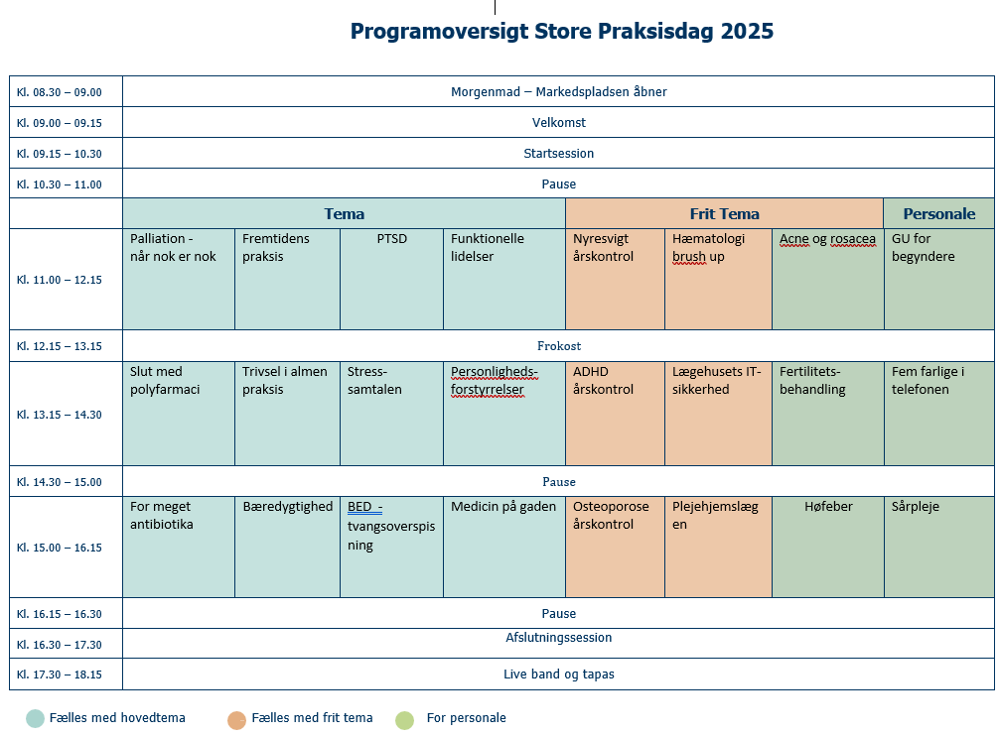 Programoversigt Store Praksisdag 2025
Kl. 08.30 – 09.00
Morgenmad – Markedspladsen åbner
Kl. 09.00 – 09.15
Velkomst
Kl. 09.15 – 10.30
Startsession
Kl. 10.30 – 11.00
Pause
Tema
Frit Tema
Personale
Kl. 11.00 – 12.15
Palliation -
når nok er nok
Fremtidens
praksis
PTSD
Funktionelle
lidelser
Nyresvigt
årskontrol
Hæmatologi
brush up
Acne og rosacea
GU for
begyndere
Kl. 12.15 – 13.15
Frokost
Kl. 13.15 – 14.30
Slut med
polyfarmaci
Trivsel i almen
praksis
Stress-
samtalen
Personligheds-
forstyrrelser
ADHD
årskontrol
Lægehusets IT-
sikkerhed
Fertilitets-
behandling
Fem farlige i
telefonen
Kl. 14.30 – 15.00
Pause
Kl. 15.00 – 16.15
For meget
antibiotika
Bæredygtighed
BED -
tvangsoverspis
ning
Medicin på gaden
Osteoporose
årskontrol
Plejehjemslæg
en
Høfeber
Sårpleje
Kl. 16.15 – 16.30
Pause
Kl. 16.30 – 17.30
Afslutningssession
Kl. 17.30 – 18.15
Live band og tapas
Fælles med hovedtema
Fælles med frit tema
For personale